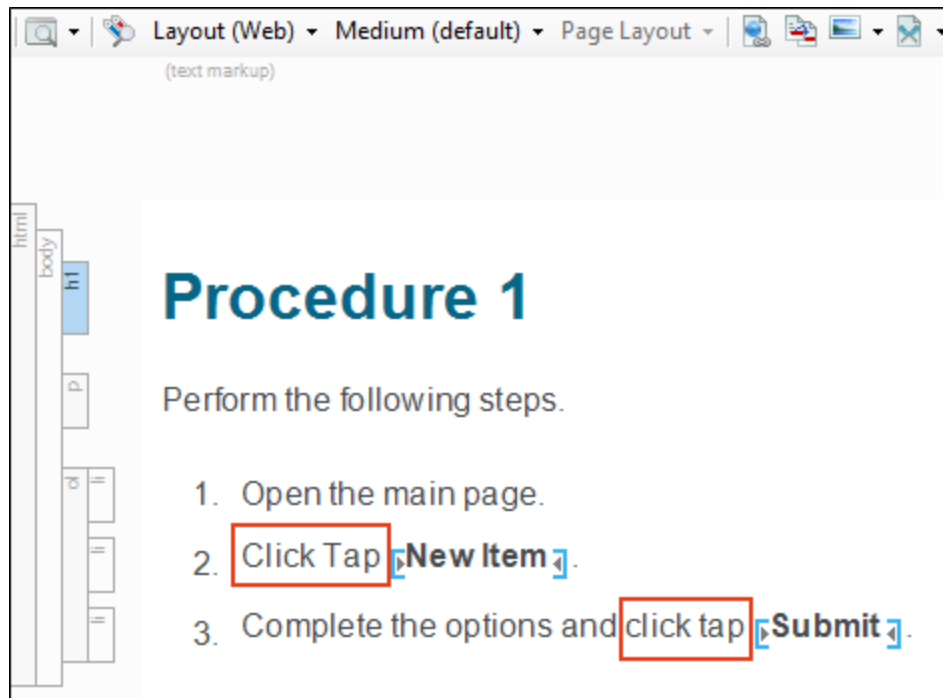 Layout (Web) Medium (default) Page Layout
(text markup)
html
body
h1
Procedure 1
p
Perform the following steps.
ol
li
1. Open the main page.
li
2. Click Tap New Item.
li
3. Complete the options and click tap Submit.